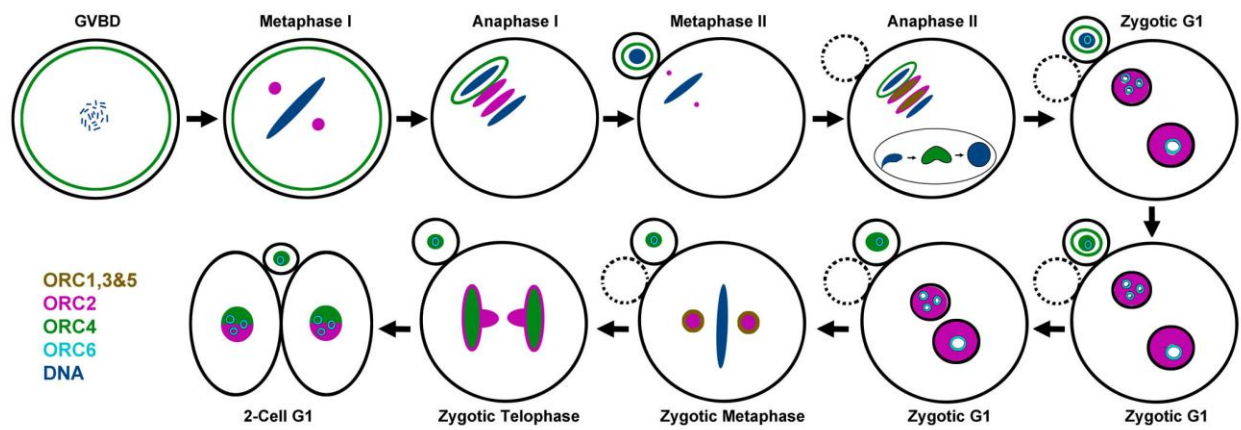 GVBD
Metaphase I
Anaphase I
Metaphase II
Anaphase II
Zygotic G1
ORC1,3&5
ORC2
ORC4
ORC6
DNA
2-Cell G1
Zygotic Telophase
Zygotic Metaphase
Zygotic G1
Zygotic G1